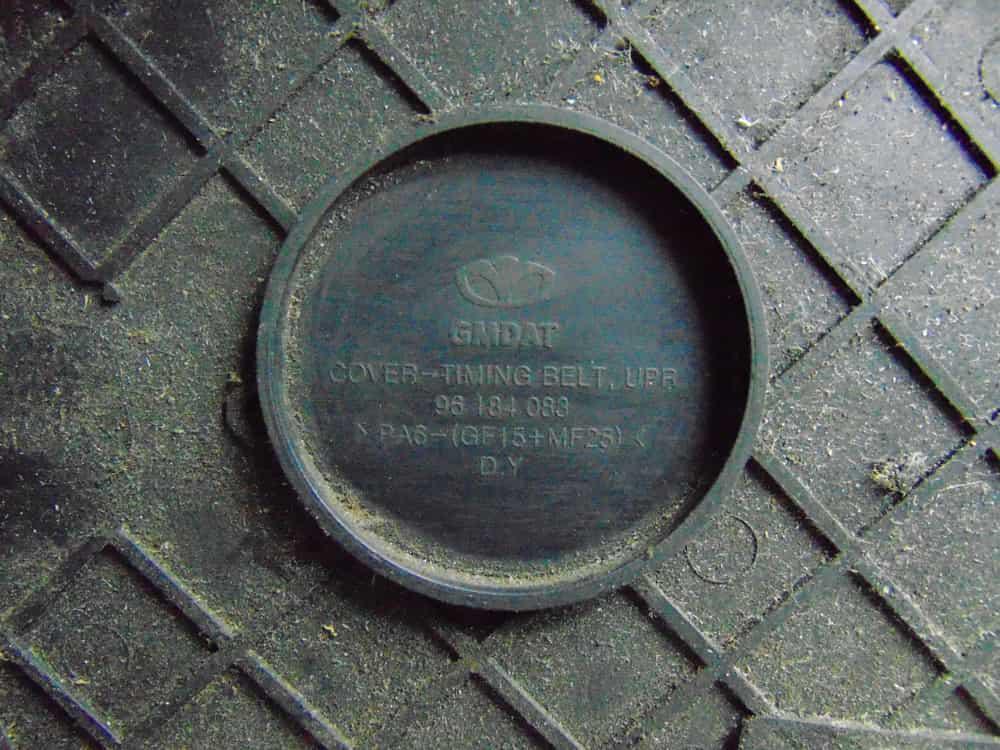 GMDAT
COVER-TIMING BELT, UPR
96 184 083
>PA6-(GF15+MF25)<
D.Y